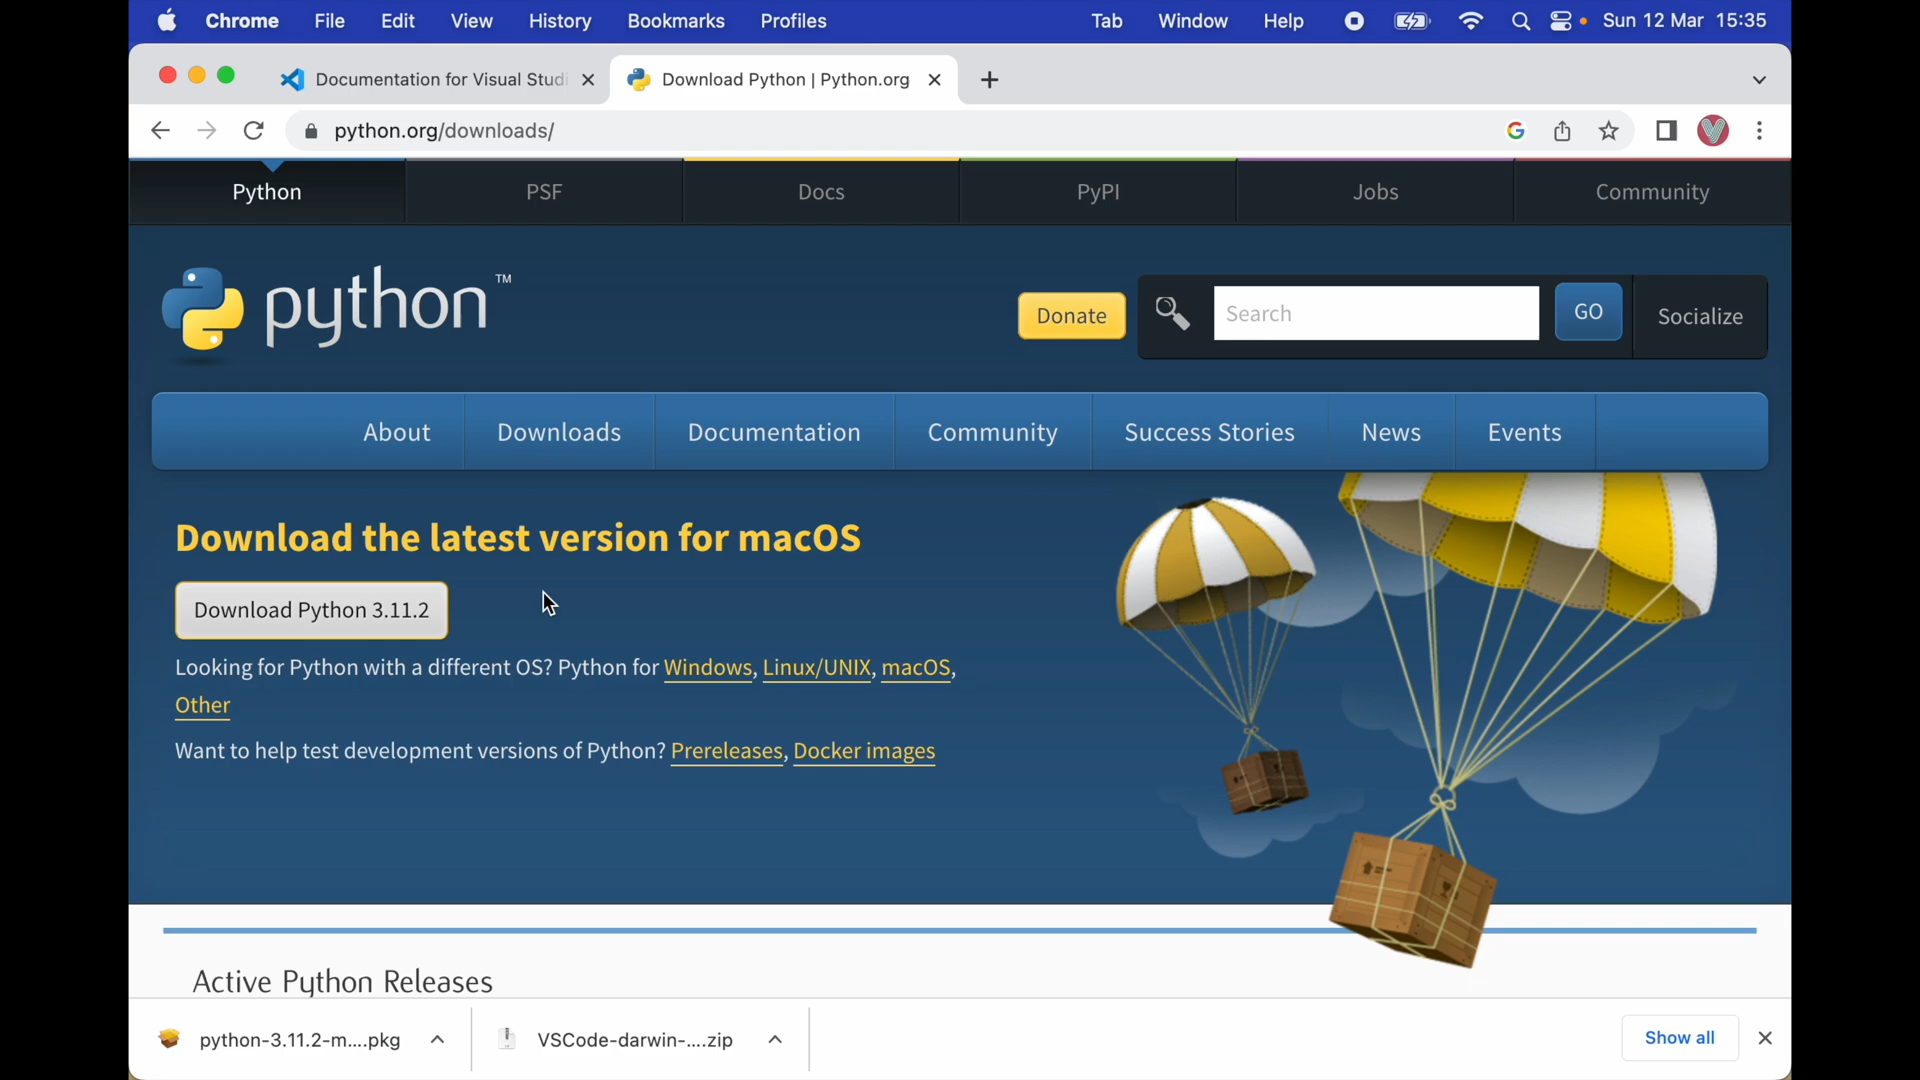 Chrome File Edit View History Bookmarks Profiles Tab Window Help Sun 12 Mar 15:35
Documentation for Visual Studi Download Python | Python.org
python.org/downloads/
Python PSF Docs PyPI Jobs Community
python TM
Donate Search GO Socialize
About Downloads Documentation Community Success Stories News Events
Download the latest version for macOS
Download Python 3.11.2
Looking for Python with a different OS? Python for Windows, Linux/UNIX, macOS,
Other
Want to help test development versions of Python? Prereleases, Docker images
Active Python Releases
python-3.11.2-m....pkg VSCode-darwin-....zip Show all